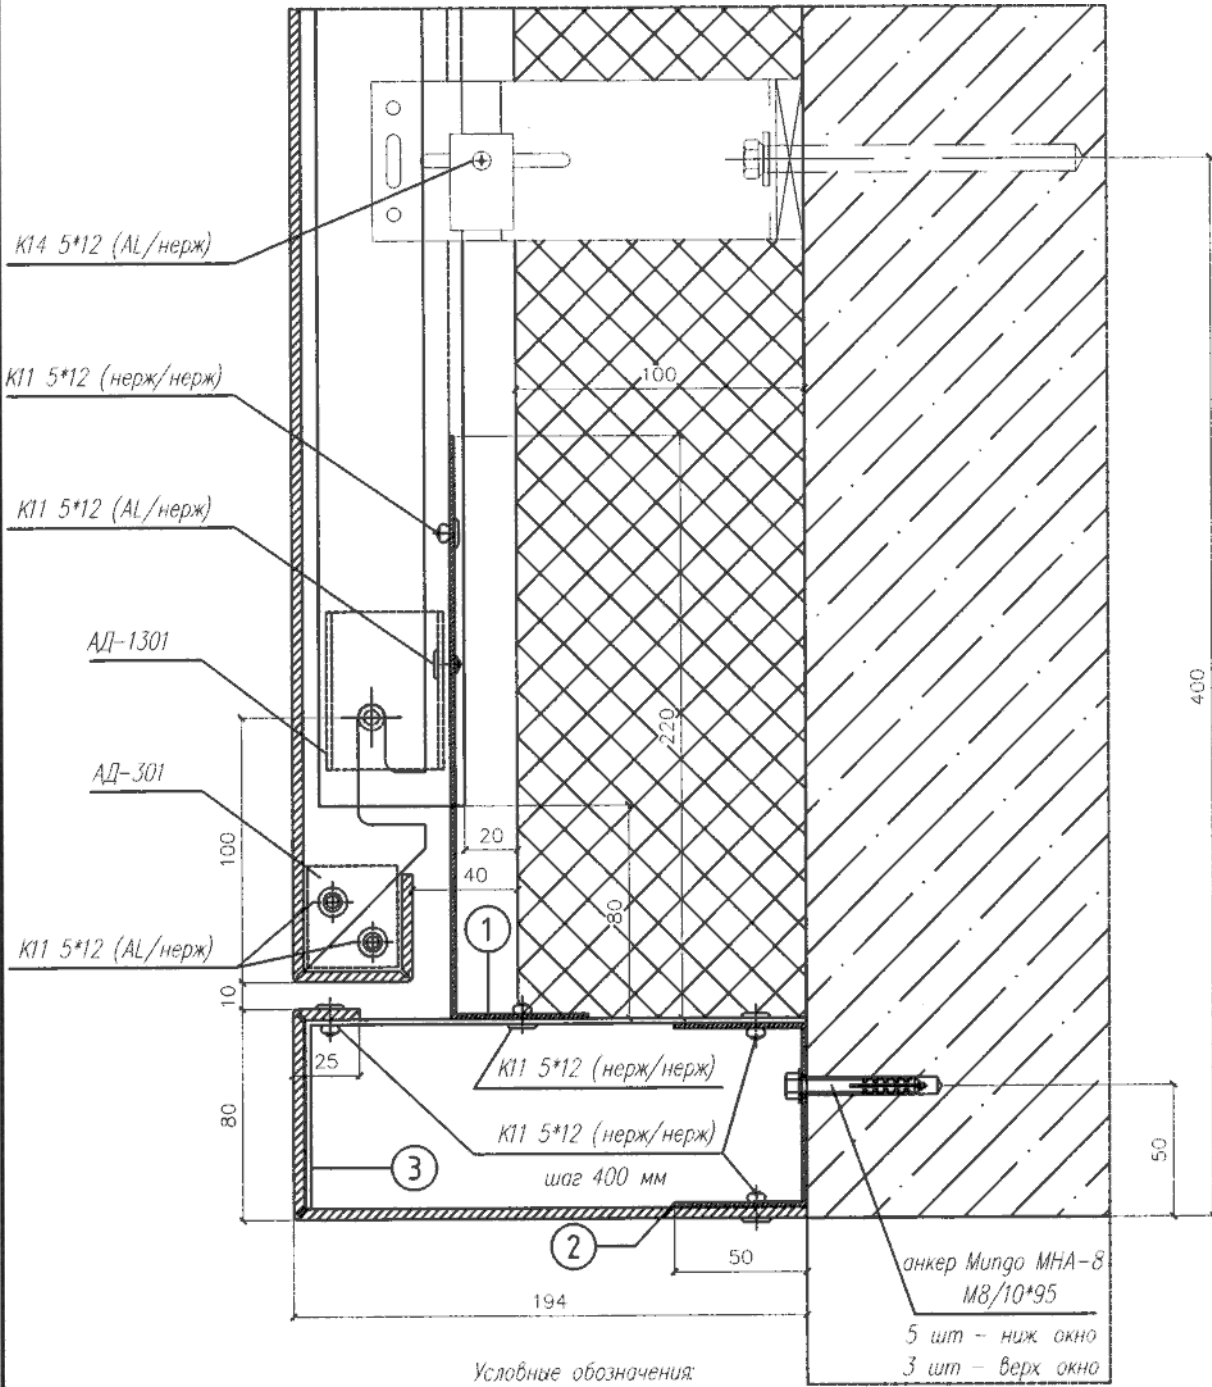 К14 5*12 (AL/нерж)
К11 5*12 (нерж/нерж)
100
К11 5*12 (AL/нерж)
АД-1301
400
220
АД-301
100
20
40
80
1
К11 5*12 (AL/нерж)
10
25
К11 5*12 (нерж/нерж)
80
К11 5*12 (нерж/нерж)
шаг 400 мм
3
50
2
50
194
анкер Mungo МНА-8
М8/10*95
5 шт - ниж окно
3 шт - верх окно
Условные обозначения: